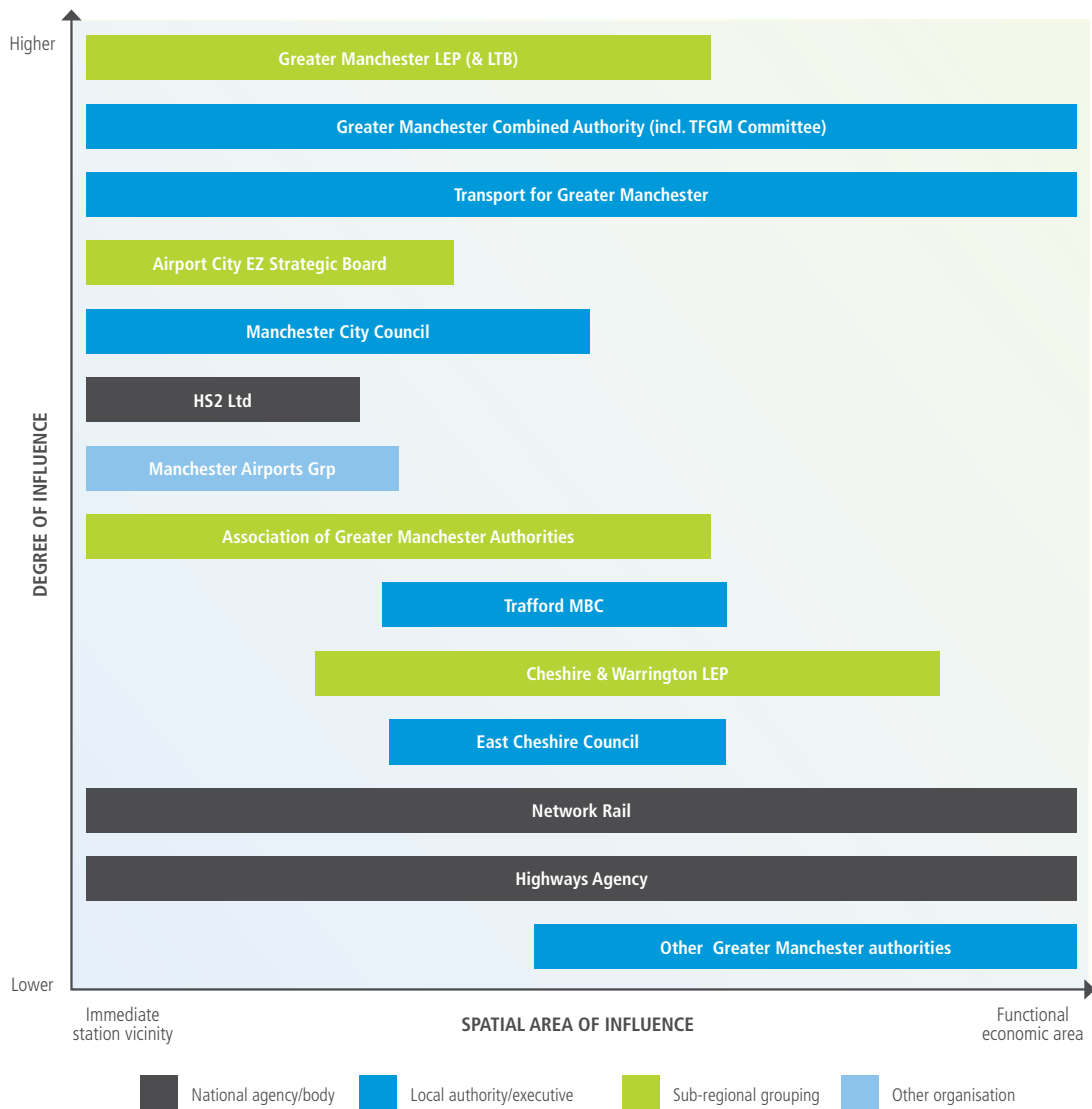 Higher
Greater Manchester LEP (& LTB)
Greater Manchester Combined Authority (incl. TFGM Committee)
Transport for Greater Manchester
Airport City EZ Strategic Board
Manchester City Council
HS2 Ltd
Manchester Airports Grp
Association of Greater Manchester Authorities
Trafford MBC
Cheshire & Warrington LEP
East Cheshire Council
Network Rail
Highways Agency
Other Greater Manchester authorities
DEGREE OF INFLUENCE
Lower
Immediate
station vicinity
SPATIAL AREA OF INFLUENCE
Functional
economic area
National agency/body
Local authority/executive
Sub-regional grouping
Other organisation